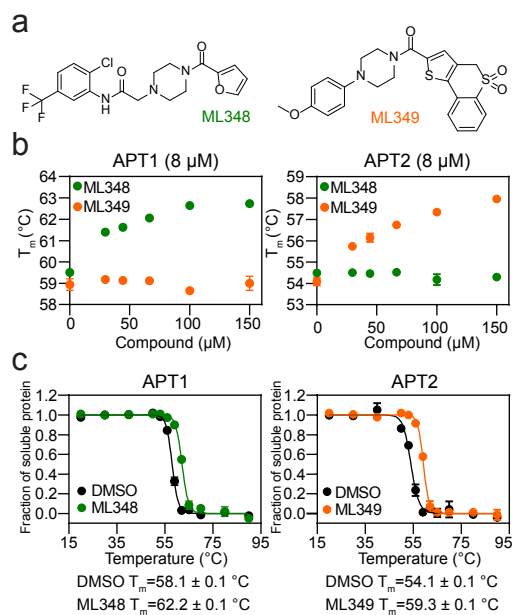 a
Cl
O
N
O
O
F
F
F
N
H
N
ML348
O
N
N
S
S
O
O
O
ML349
b
APT1 (8 µM)
ML348
ML349
64
63
62
61
60
59
58
Tm (°C)
0 50 100 150
Compound (µM)
APT2 (8 µM)
ML348
ML349
59
58
57
56
55
54
53
Tm (°C)
0 50 100 150
Compound (µM)
c
APT1
Fraction of soluble protein
1.2
1.0
0.8
0.6
0.4
0.2
0.0
DMSO
ML348
15 35 55 75 95
Temperature (°C)
DMSO Tm=58.1 ± 0.1 °C
ML348 Tm=62.2 ± 0.1 °C
APT2
Fraction of soluble protein
1.2
1.0
0.8
0.6
0.4
0.2
0.0
DMSO
ML349
15 35 55 75 95
Temperature (°C)
DMSO Tm=54.1 ± 0.1 °C
ML349 Tm=59.3 ± 0.1 °C